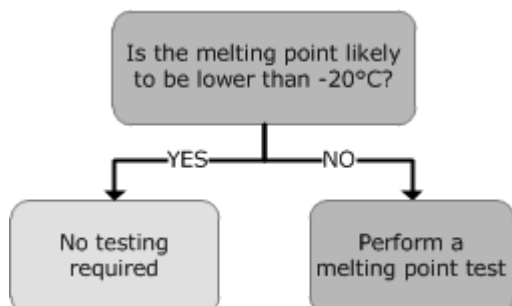 Is the melting point likely
to be lower than -20°C?
YES
NO
No testing
required
Perform a
melting point test